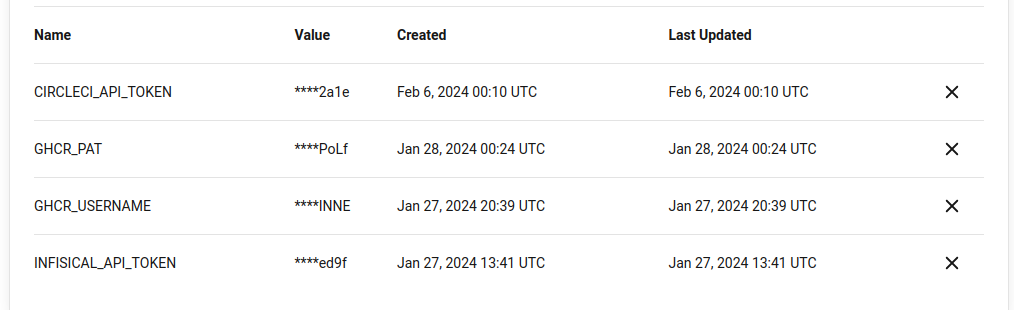 Name Value Created Last Updated
CIRCLECI_API_TOKEN ****2a1e Feb 6, 2024 00:10 UTC Feb 6, 2024 00:10 UTC
GHCR_PAT ****PoLf Jan 28, 2024 00:24 UTC Jan 28, 2024 00:24 UTC
GHCR_USERNAME ****INNE Jan 27, 2024 20:39 UTC Jan 27, 2024 20:39 UTC
INFISICAL_API_TOKEN ****ed9f Jan 27, 2024 13:41 UTC Jan 27, 2024 13:41 UTC